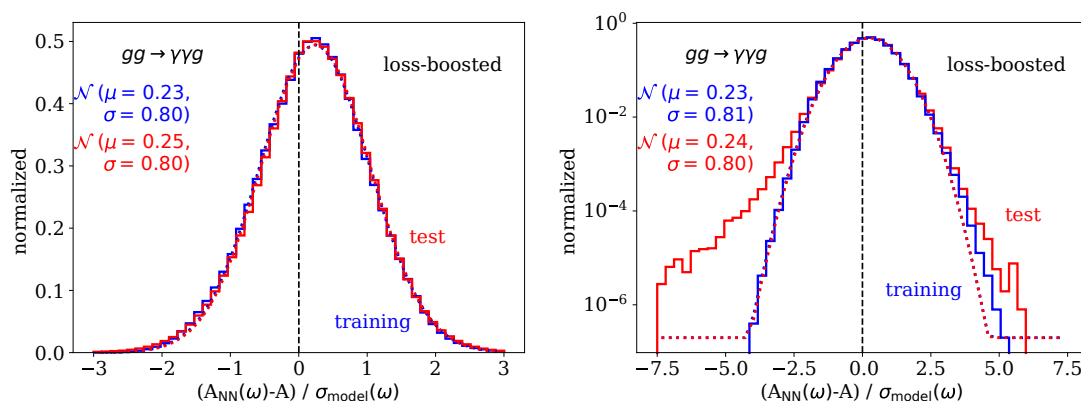 gg → γγg
loss-boosted
𝒩 (μ = 0.23,
σ = 0.80)
𝒩 (μ = 0.25,
σ = 0.80)
test
training
normalized
0.5
0.4
0.3
0.2
0.1
0.0
−3 −2 −1 0 1 2 3
(A_NN(ω)-A) / σ_model(ω)
gg → γγg
loss-boosted
𝒩 (μ = 0.23,
σ = 0.81)
𝒩 (μ = 0.24,
σ = 0.80)
test
training
normalized
10^0
10^−2
10^−4
10^−6
−7.5 −5.0 −2.5 0.0 2.5 5.0 7.5
(A_NN(ω)-A) / σ_model(ω)